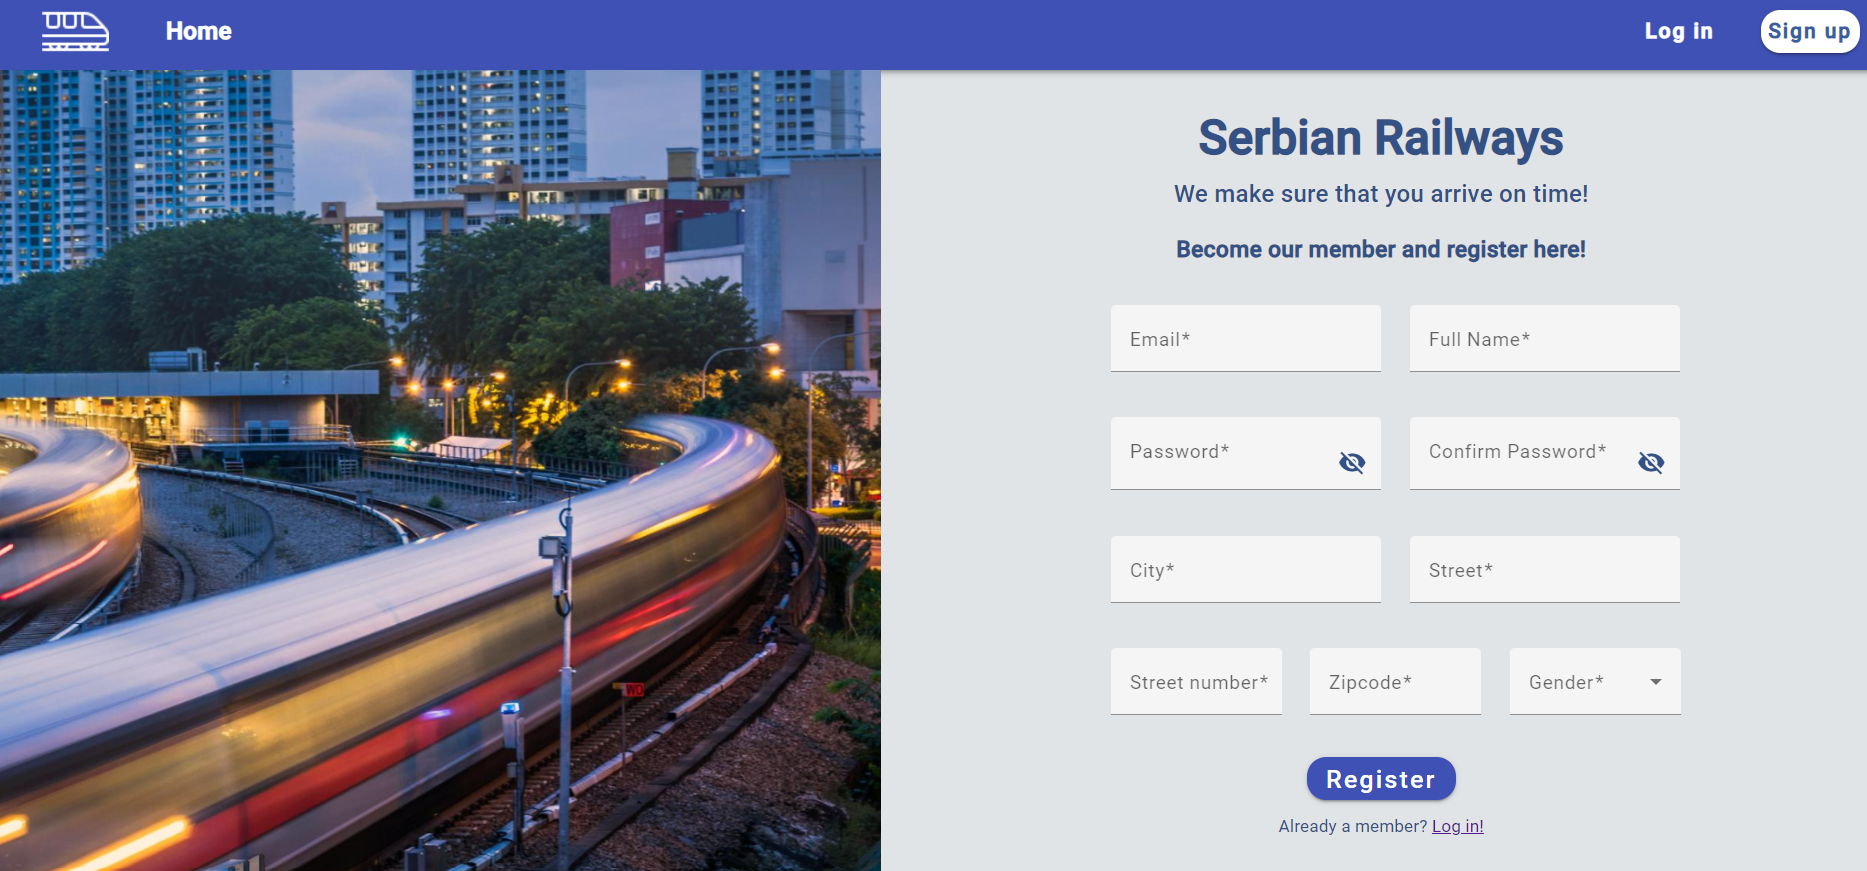 Home
Log in
Sign up
Serbian Railways
We make sure that you arrive on time!
Become our member and register here!
Email*
Full Name*
Password*
Confirm Password*
City*
Street*
Street number*
Zipcode*
Gender*
Register
Already a member? Log in!